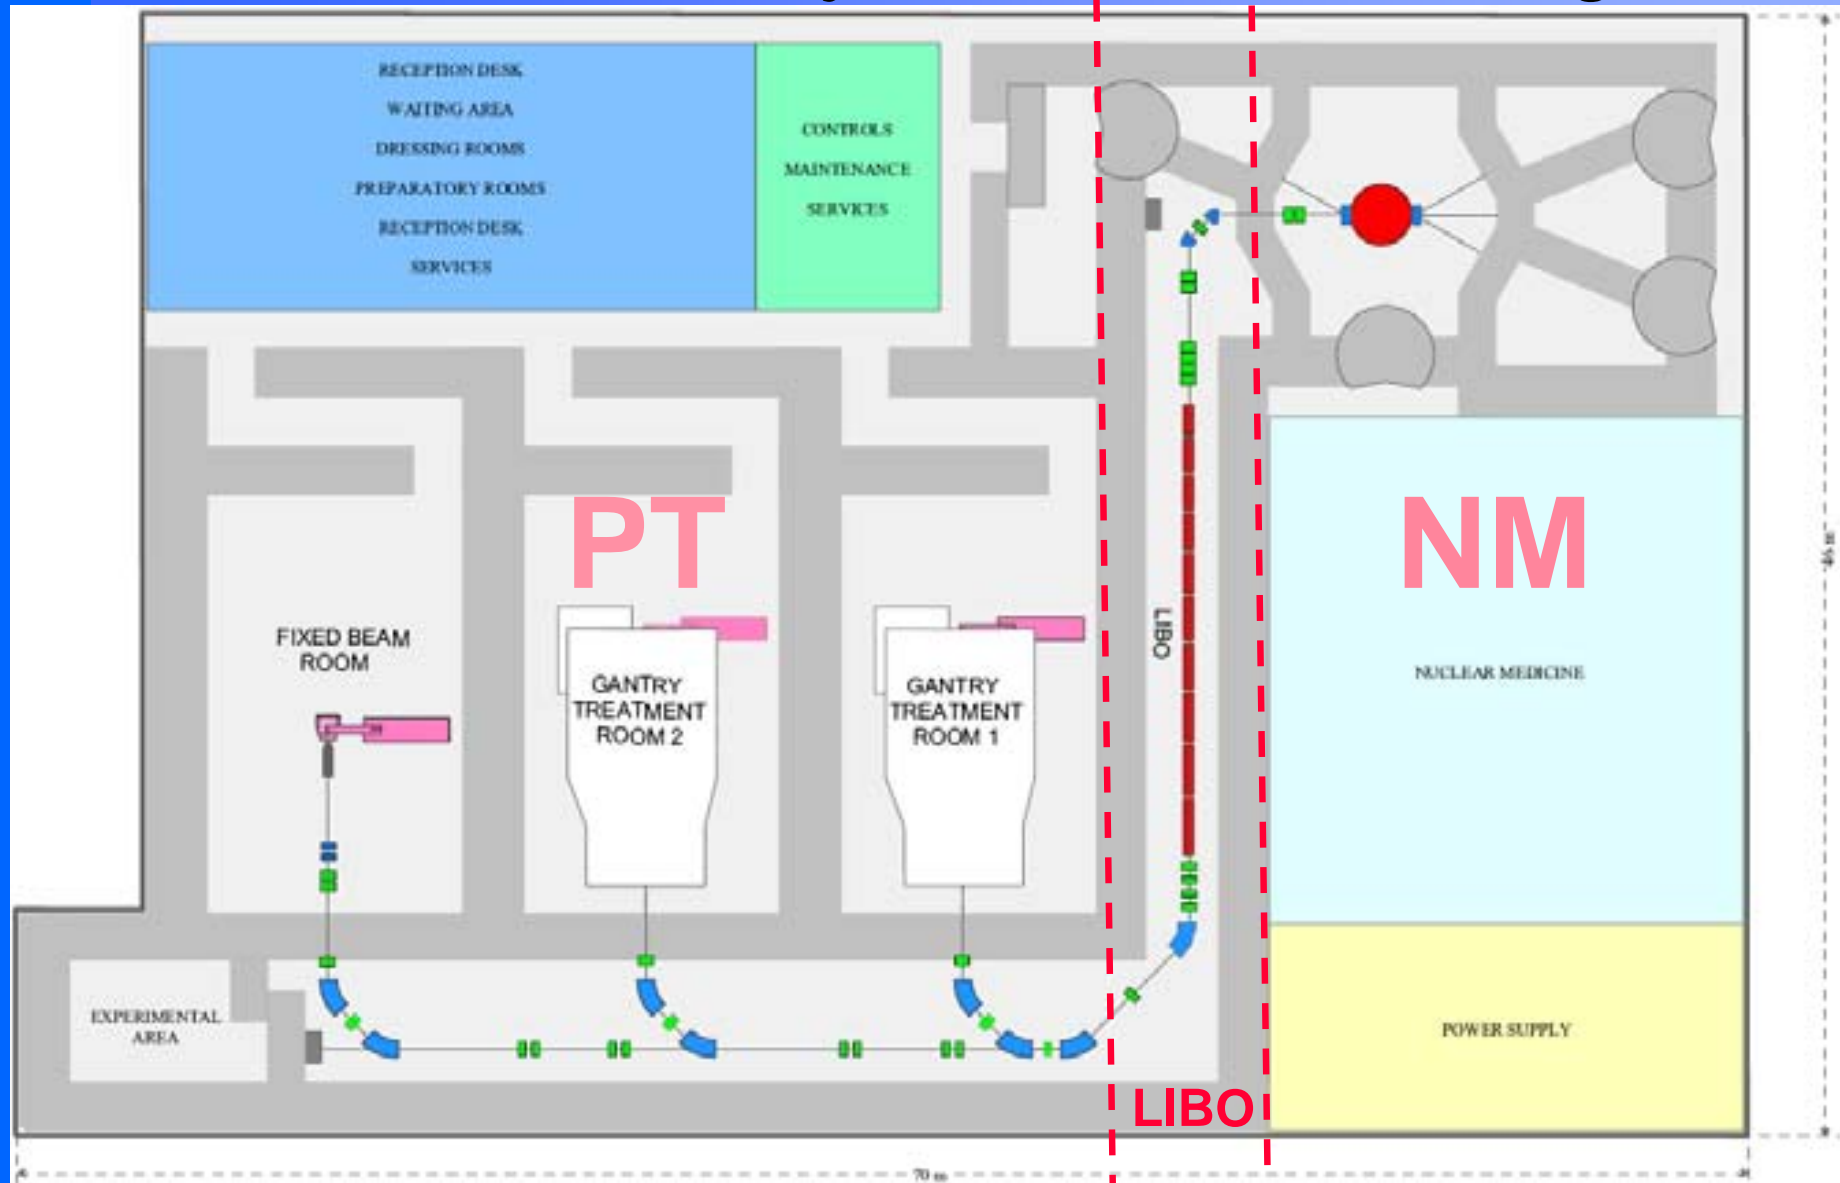 RECEPTION DESK
WAITING AREA
DRESSING ROOMS
PREPARATORY ROOMS
RECEPTION DESK
SERVICES
CONTROLS
MAINTENANCE
SERVICES
PT
NM
FIXED BEAM
ROOM
GANTRY
TREATMENT
ROOM 2
GANTRY
TREATMENT
ROOM 1
LIBO
NUCLEAR MEDICINE
46 m
EXPERIMENTAL
AREA
POWER SUPPLY
LIBO
70 m